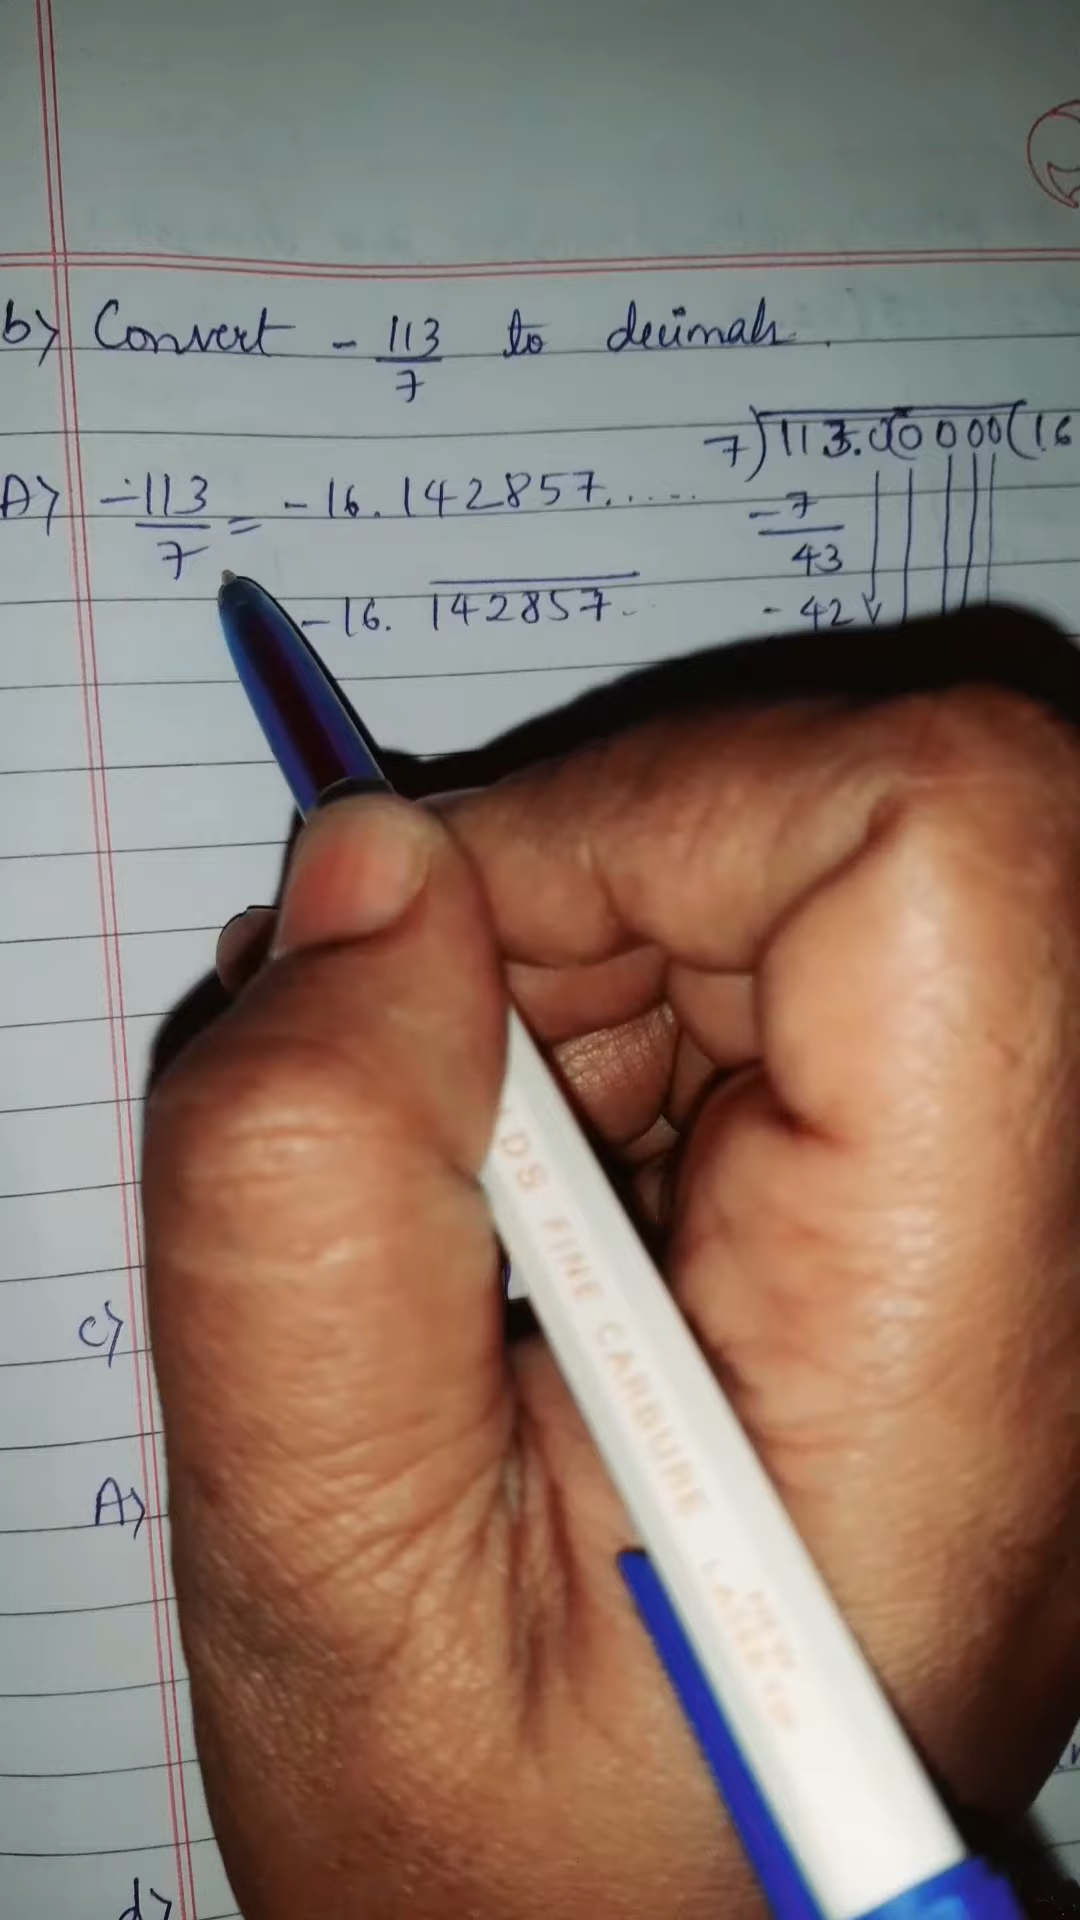 b) Convert -113/7 to decimals.
A) -113/7 = -16.142857.....
7)113.00000(16
-7
43
-16. 142857..
-42
c)
A)
d)
FINE CARBURE